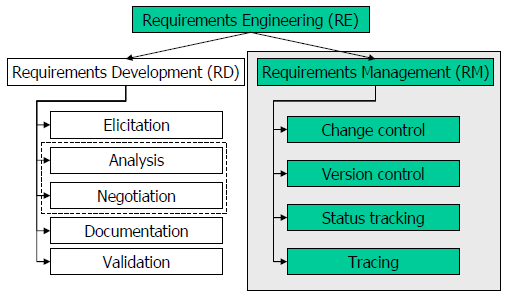 Requirements Engineering (RE)
Requirements Development (RD)
Elicitation
Analysis
Negotiation
Documentation
Validation
Requirements Management (RM)
Change control
Version control
Status tracking
Tracing